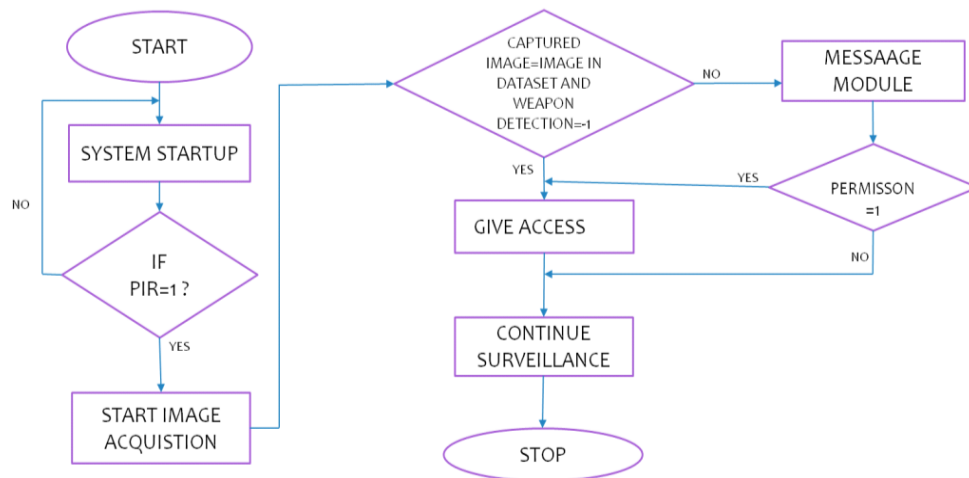 START
SYSTEM STARTUP
NO
IF
PIR=1 ?
YES
START IMAGE
ACQUISTION
CAPTURED
IMAGE=IMAGE IN
DATASET AND
WEAPON
DETECTION=-1
NO
MESSAAGE
MODULE
YES
YES
PERMISSON
=1
GIVE ACCESS
NO
CONTINUE
SURVEILLANCE
STOP